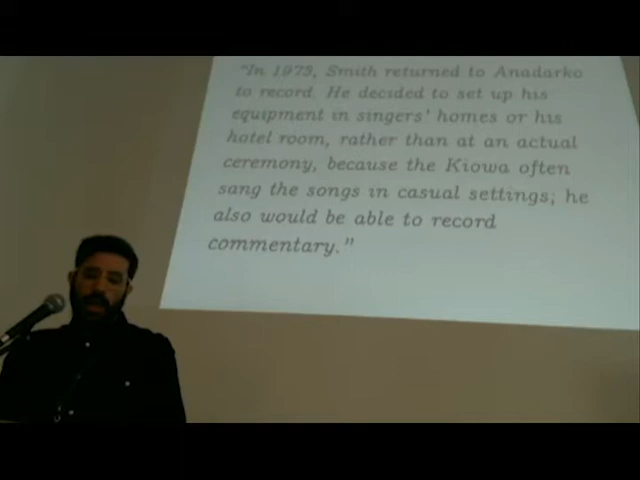 "In 1973, Smith returned to Anadarko
to record. He decided to set up his
equipment in singers' homes or his
hotel room, rather than at an actual
ceremony, because the Kiowa often
sang the songs in casual settings; he
also would be able to record
commentary."